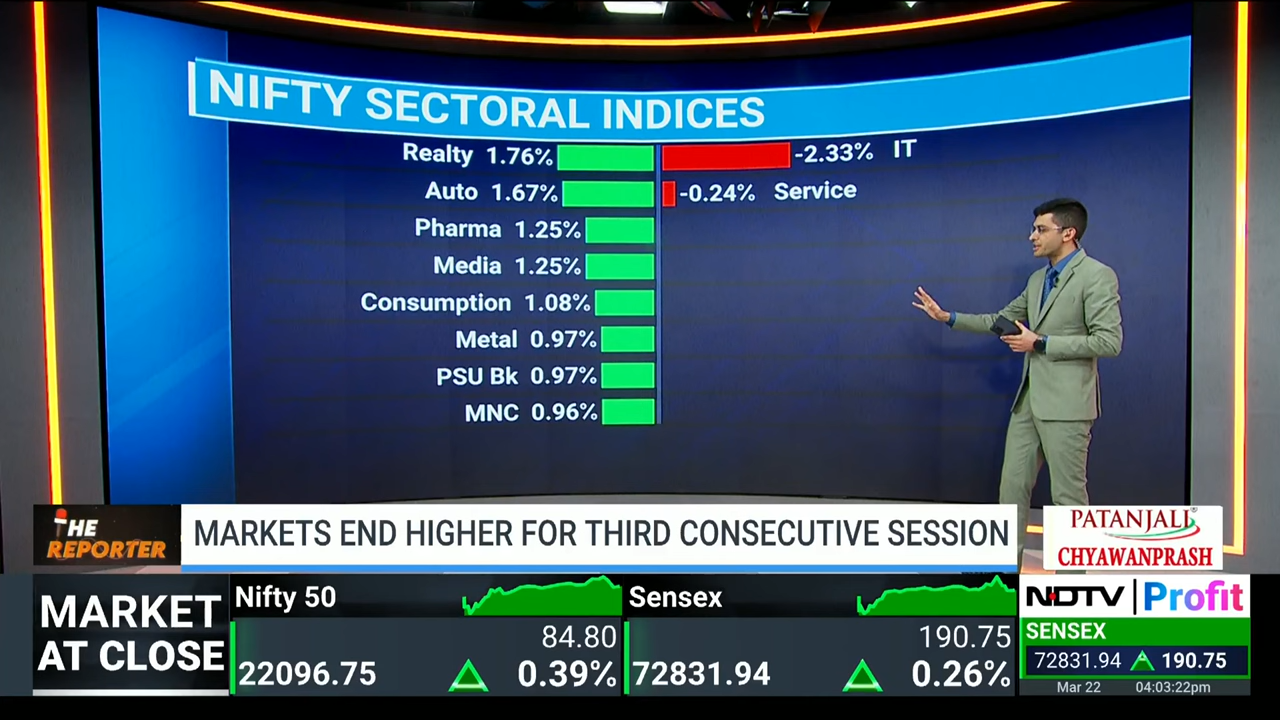 NIFTY SECTORAL INDICES
Realty 1.76% -2.33% IT
Auto 1.67% -0.24% Service
Pharma 1.25%
Media 1.25%
Consumption 1.08%
Metal 0.97%
PSU Bk 0.97%
MNC 0.96%
THE
REPORTER
MARKETS END HIGHER FOR THIRD CONSECUTIVE SESSION
PATANJALI®
CHYAWANPRASH
MARKET
AT CLOSE
Nifty 50
84.80
22096.75 0.39%
Sensex
190.75
72831.94 0.26%
NDTV Profit
SENSEX
72831.94 190.75
Mar 22 04:03:22pm